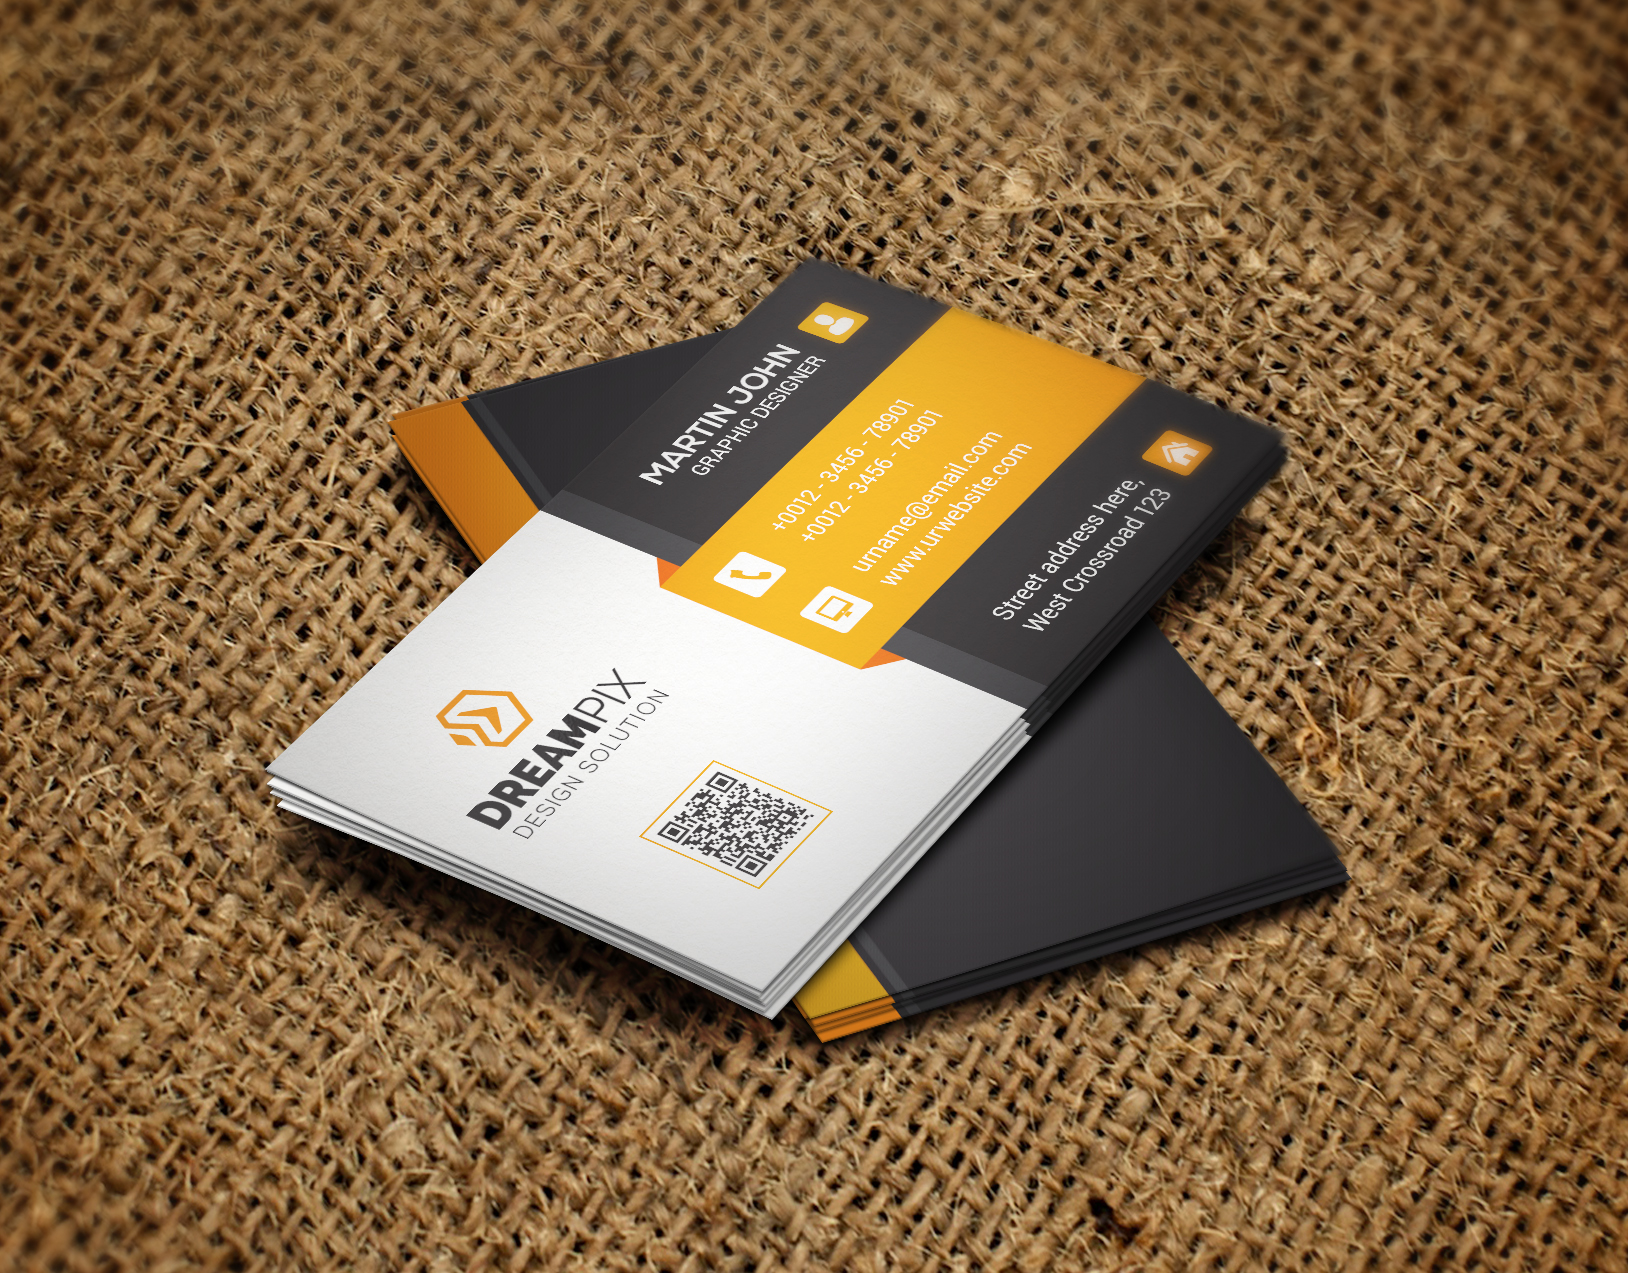 MARTIN JOHN
GRAPHIC DESIGNER
+0012 - 3456 - 78901
+0012 - 3456 - 78901
urname@email.com
www.urwebsite.com
Street address here,
West Crossroad 123
DREAMPIX
DESIGN SOLUTION